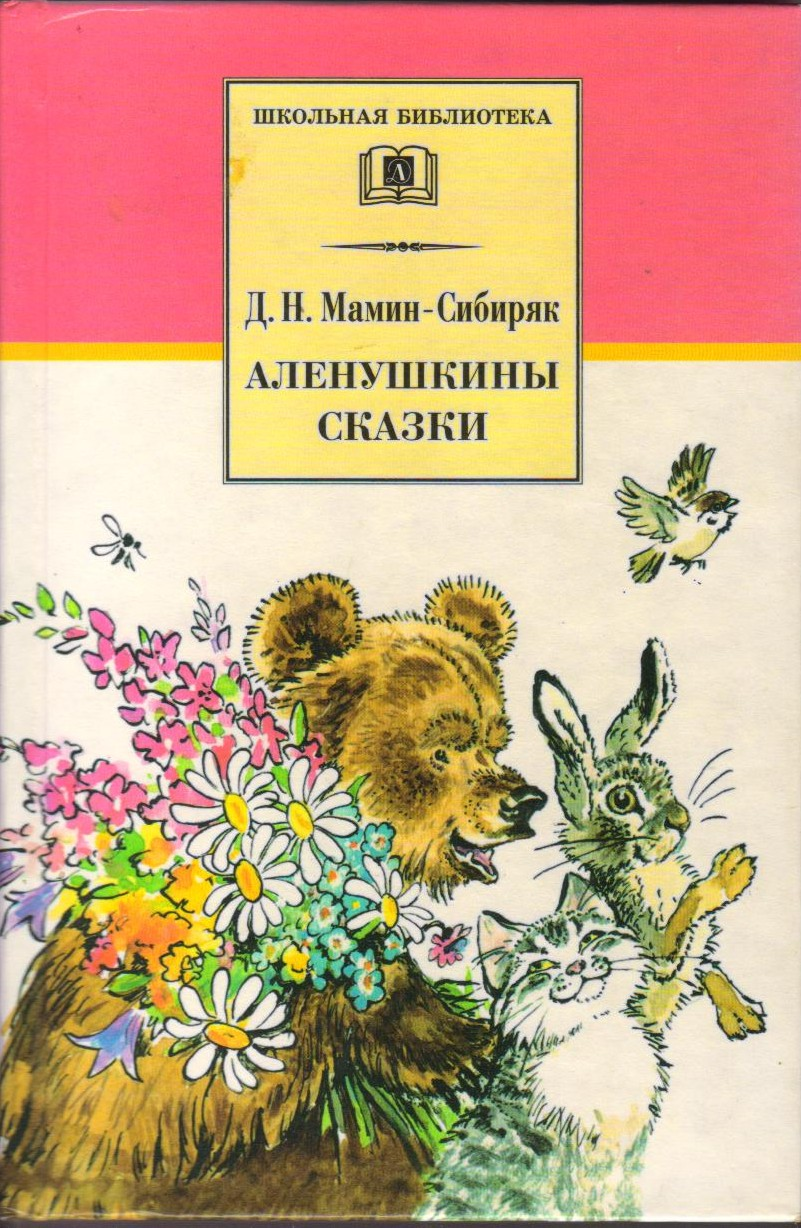 ШКОЛЬНАЯ БИБЛИОТЕКА
Д
Д. Н. Мамин-Сибиряк
АЛЕНУШКИНЫ
СКАЗКИ